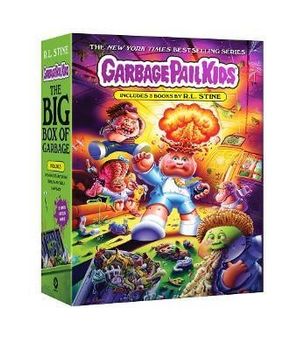 THE NEW YORK TIMES BESTSELLING SERIES
GARBAGE PAIL KIDS
INCLUDES 3 BOOKS BY R.L. STINE
R.L. STINE
GARBAGE PAIL KIDS
THE
BIG
BOX OF
GARBAGE